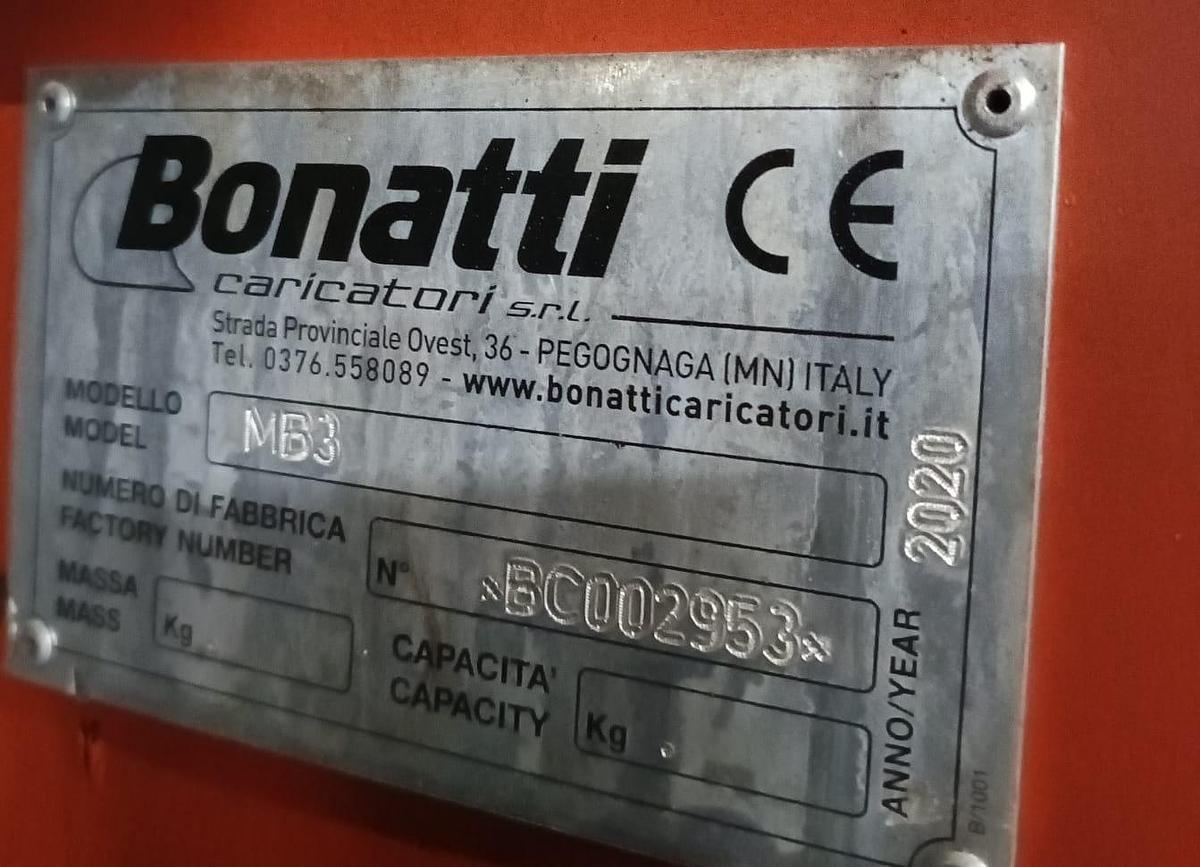 Bonatti CE
caricatori s.r.l.
Strada Provinciale Ovest, 36 - PEGOGNAGA (MN) ITALY
Tel. 0376.558089 - www.bonatticaricatori.it
MODELLO
MODEL
MB3
NUMERO DI FABBRICA
FACTORY NUMBER
N° *BC002953*
MASSA
MASS
Kg
CAPACITA'
CAPACITY
Kg
ANNO/YEAR 2020
B/1001